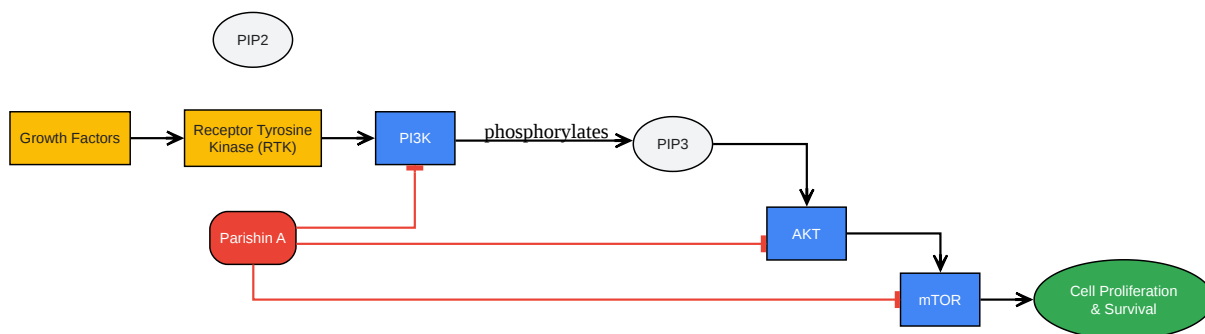 PIP2
Growth Factors
Receptor Tyrosine
Kinase (RTK)
PI3K
phosphorylates
PIP3
Parishin A
AKT
mTOR
Cell Proliferation
& Survival